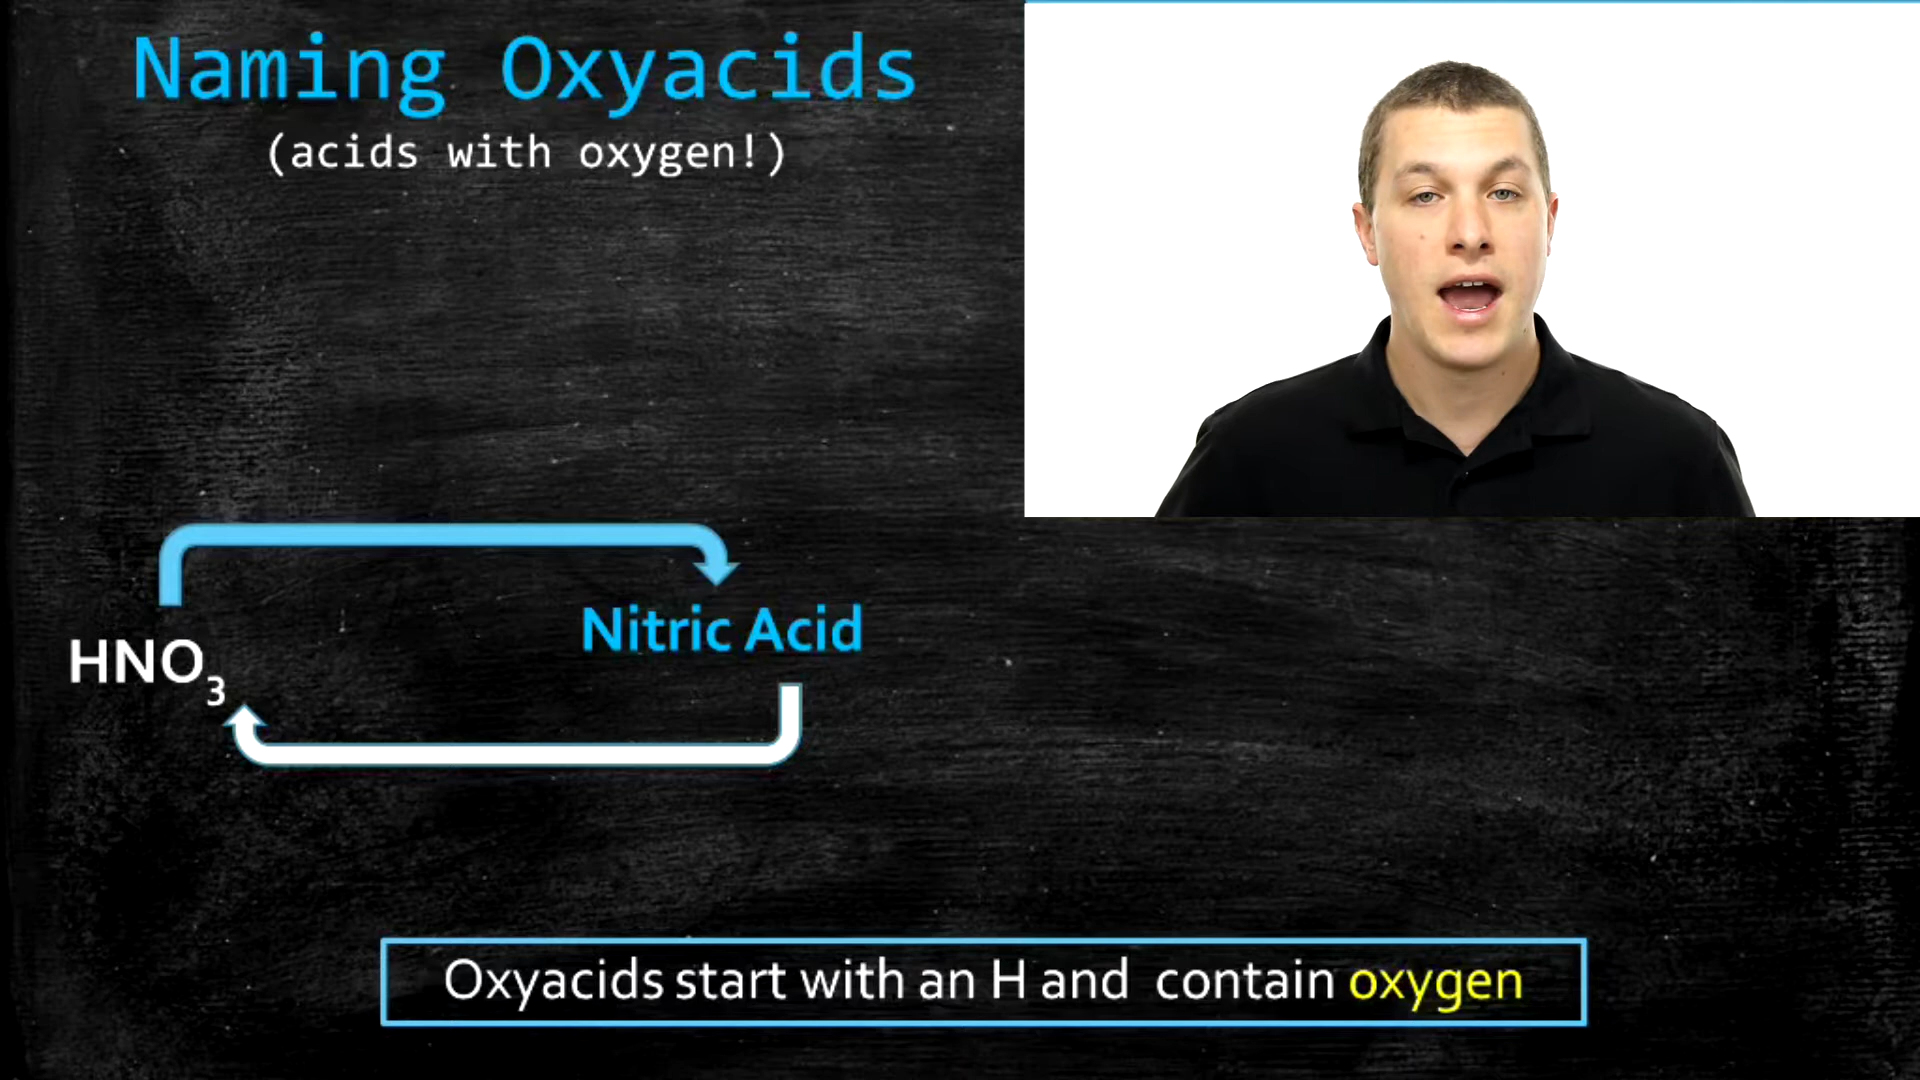 Naming Oxyacids
(acids with oxygen!)
Nitric Acid
HNO₃
Oxyacids start with an H and contain oxygen